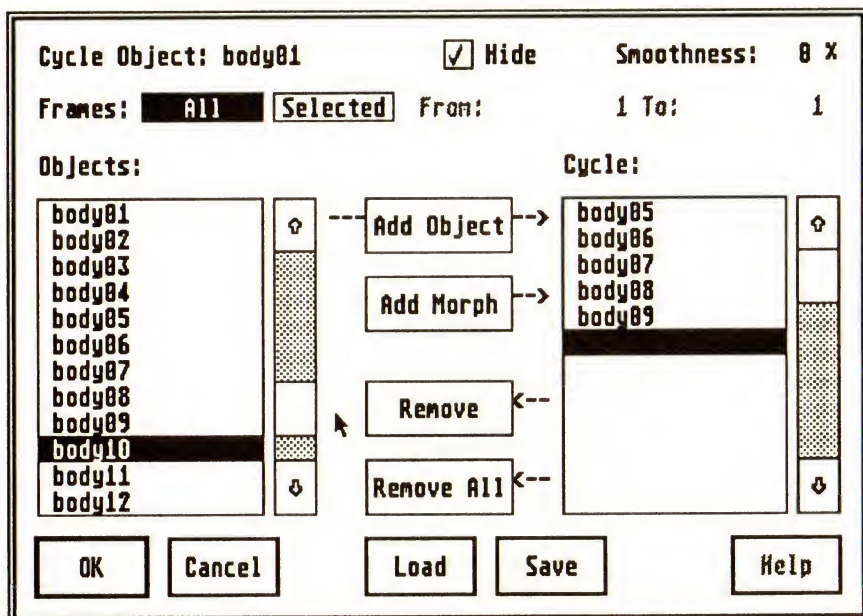 Cycle Object: body01 ✓ Hide Smoothness: 0 %
Frames: All Selected From: 1 To: 1
Objects: Cycle:
body01
body02
body03
body04
body05
body06
body07
body08
body09
body10
body11
body12
Add Object
Add Morph
Remove
Remove All
body05
body06
body07
body08
body09
OK Cancel Load Save Help